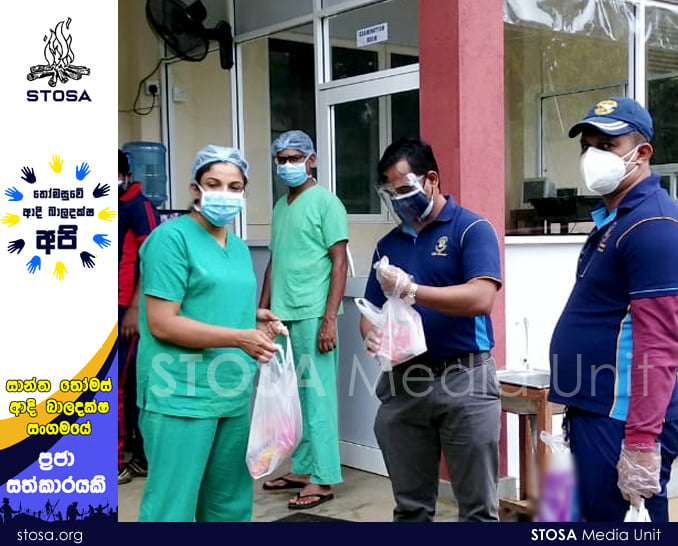 STOSA
තෝමසුවේ
ආදි බාලදක්ෂ
අපි
සාන්ත තෝමස්
ආදි බාලදක්ෂ
සංගමයේ
ප්‍රජා
සත්කාරයකි
EXAMINATION
ROOM
STOSA Media Unit
stosa.org
STOSA Media Unit